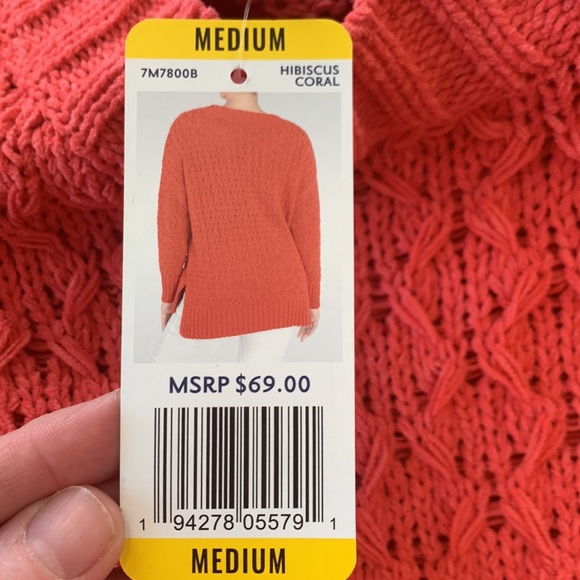 MEDIUM
7M7800B
HIBISCUS
CORAL
MSRP $69.00
1 94278 05579 1
MEDIUM